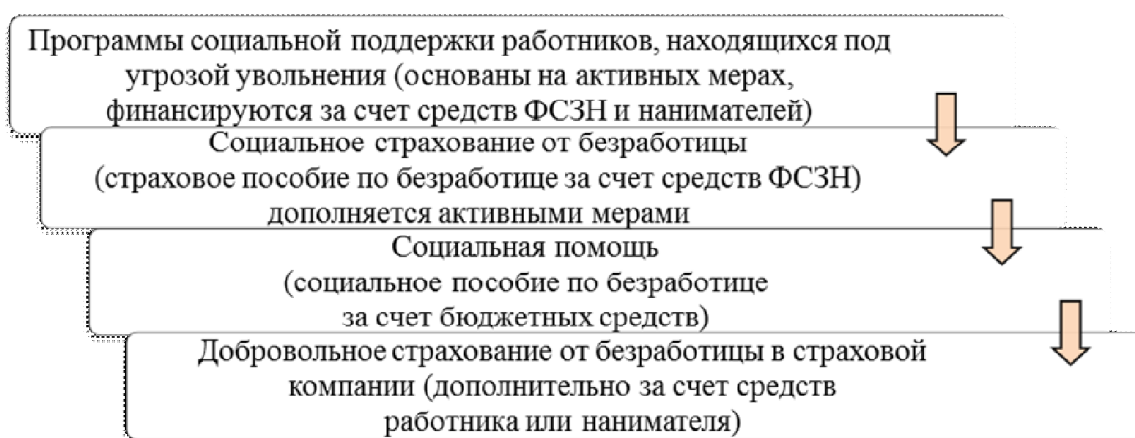 Программы социальной поддержки работников, находящихся под
угрозой увольнения (основаны на активных мерах,
финансируются за счет средств ФСЗН и нанимателей)
Социальное страхование от безработицы
(страховое пособие по безработице за счет средств ФСЗН)
дополняется активными мерами
Социальная помощь
(социальное пособие по безработице
за счет бюджетных средств)
Добровольное страхование от безработицы в страховой
компании (дополнительно за счет средств
работника или нанимателя)